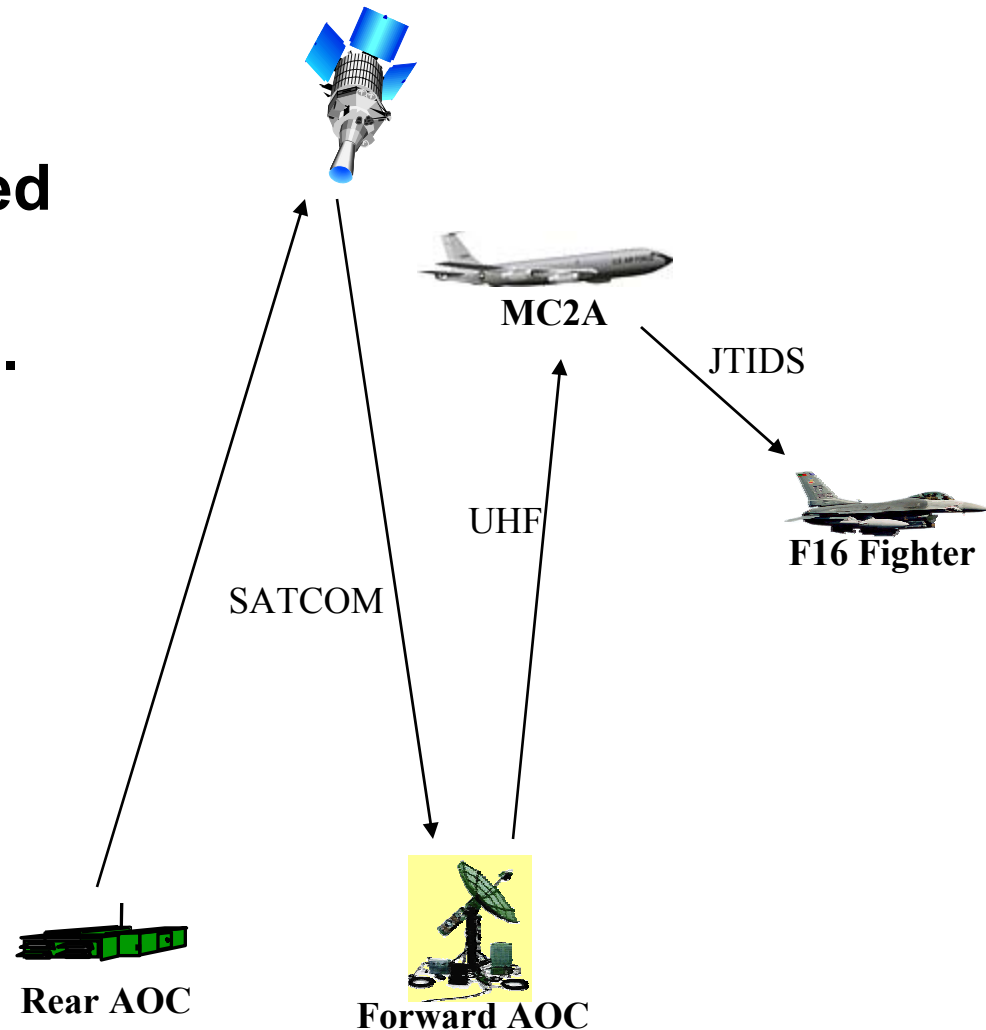 ed
.
MC2A
JTIDS
UHF
F16 Fighter
SATCOM
Rear AOC
Forward AOC